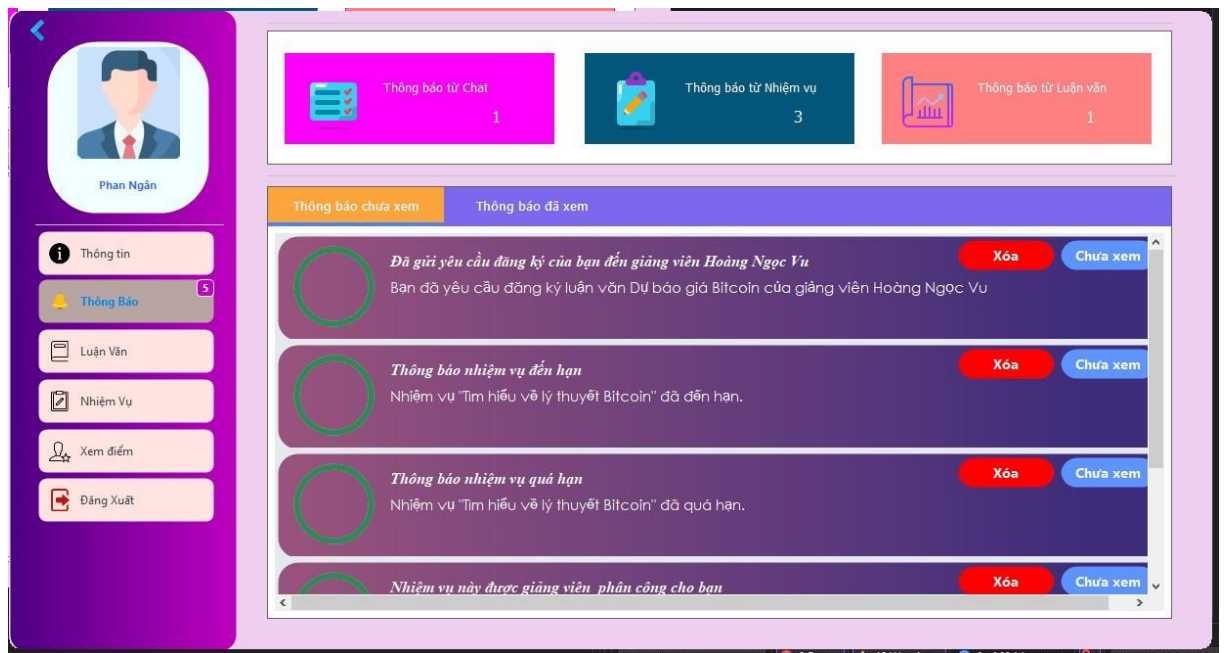 Phan Ngân
Thông tin
Thông Báo
5
Luận Văn
Nhiệm Vụ
Xem điểm
Đăng Xuất
Thông báo từ Chat
1
Thông báo từ Nhiệm vụ
3
Thông báo từ Luận văn
1
Thông báo chưa xem
Thông báo đã xem
Đã gửi yêu cầu đăng ký của bạn đến giảng viên Hoàng Ngọc Vu
Xóa
Chưa xem
Bạn đã yêu cầu đăng ký luận văn Dự báo giá Bitcoin của giảng viên Hoàng Ngọc Vu
Thông báo nhiệm vụ đến hạn
Xóa
Chưa xem
Nhiệm vụ "Tìm hiểu về lý thuyết Bitcoin" đã đến hạn.
Thông báo nhiệm vụ quá hạn
Xóa
Chưa xem
Nhiệm vụ "Tìm hiểu về lý thuyết Bitcoin" đã quá hạn.
Nhiệm vụ này được giảng viên phân công cho bạn
Xóa
Chưa xem